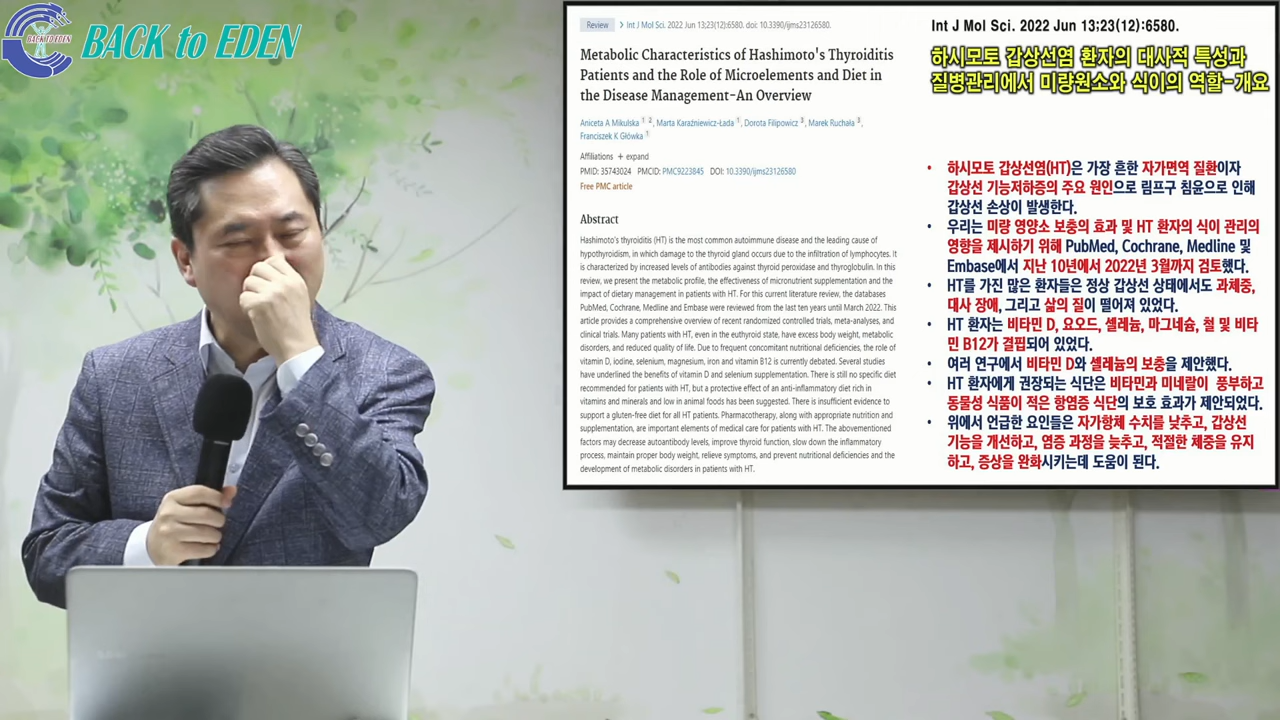 BACK to EDEN
BACK to EDEN
Review > Int J Mol Sci. 2022 Jun 13;23(12):6580. doi: 10.3390/ijms23126580.
Metabolic Characteristics of Hashimoto's Thyroiditis
Patients and the Role of Microelements and Diet in
the Disease Management-An Overview
Aniceta A Mikulska 1 2, Marta Karaźniewicz-Łada 1, Dorota Filipowicz 3, Marek Ruchała 3,
Franciszek K Główka 1
Affiliations + expand
PMID: 35743024 PMCID: PMC9223845 DOI: 10.3390/ijms23126580
Free PMC article
Abstract
Hashimoto's thyroiditis (HT) is the most common autoimmune disease and the leading cause of
hypothyroidism, in which damage to the thyroid gland occurs due to the infiltration of lymphocytes. It
is characterized by increased levels of antibodies against thyroid peroxidase and thyroglobulin. In this
review, we present the metabolic profile, the effectiveness of micronutrient supplementation and the
impact of dietary management in patients with HT. For this current literature review, the databases
PubMed, Cochrane, Medline and Embase were reviewed from the last ten years until March 2022. This
article provides a comprehensive overview of recent randomized controlled trials, meta-analyses, and
clinical trials. Many patients with HT, even in the euthyroid state, have excess body weight, metabolic
disorders, and reduced quality of life. Due to frequent concomitant nutritional deficiencies, the role of
vitamin D, iodine, selenium, magnesium, iron and vitamin B12 is currently debated. Several studies
have underlined the benefits of vitamin D and selenium supplementation. There is still no specific diet
recommended for patients with HT, but a protective effect of an anti-inflammatory diet rich in
vitamins and minerals and low in animal foods has been suggested. There is insufficient evidence to
support a gluten-free diet for all HT patients. Pharmacotherapy, along with appropriate nutrition and
supplementation, are important elements of medical care for patients with HT. The abovementioned
factors may decrease autoantibody levels, improve thyroid function, slow down the inflammatory
process, maintain proper body weight, relieve symptoms, and prevent nutritional deficiencies and the
development of metabolic disorders in patients with HT.
Int J Mol Sci. 2022 Jun 13;23(12):6580.
하시모토 갑상선염 환자의 대사적 특성과
질병관리에서 미량원소와 식이의 역할-개요
• 하시모토 갑상선염(HT)은 가장 흔한 자가면역 질환이자
갑상선 기능저하증의 주요 원인으로 림프구 침윤으로 인해
갑상선 손상이 발생한다.
• 우리는 미량 영양소 보충의 효과 및 HT 환자의 식이 관리의
영향을 제시하기 위해 PubMed, Cochrane, Medline 및
Embase에서 지난 10년에서 2022년 3월까지 검토했다.
• HT를 가진 많은 환자들은 정상 갑상선 상태에서도 과체중,
대사 장애, 그리고 삶의 질이 떨어져 있었다.
• HT 환자는 비타민 D, 요오드, 셀레늄, 마그네슘, 철 및 비타
민 B12가 결핍되어 있었다.
• 여러 연구에서 비타민 D와 셀레늄의 보충을 제안했다.
• HT 환자에게 권장되는 식단은 비타민과 미네랄이 풍부하고
동물성 식품이 적은 항염증 식단의 보호 효과가 제안되었다.
• 위에서 언급한 요인들은 자가항체 수치를 낮추고, 갑상선
기능을 개선하고, 염증 과정을 늦추고, 적절한 체중을 유지
하고, 증상을 완화시키는데 도움이 된다.